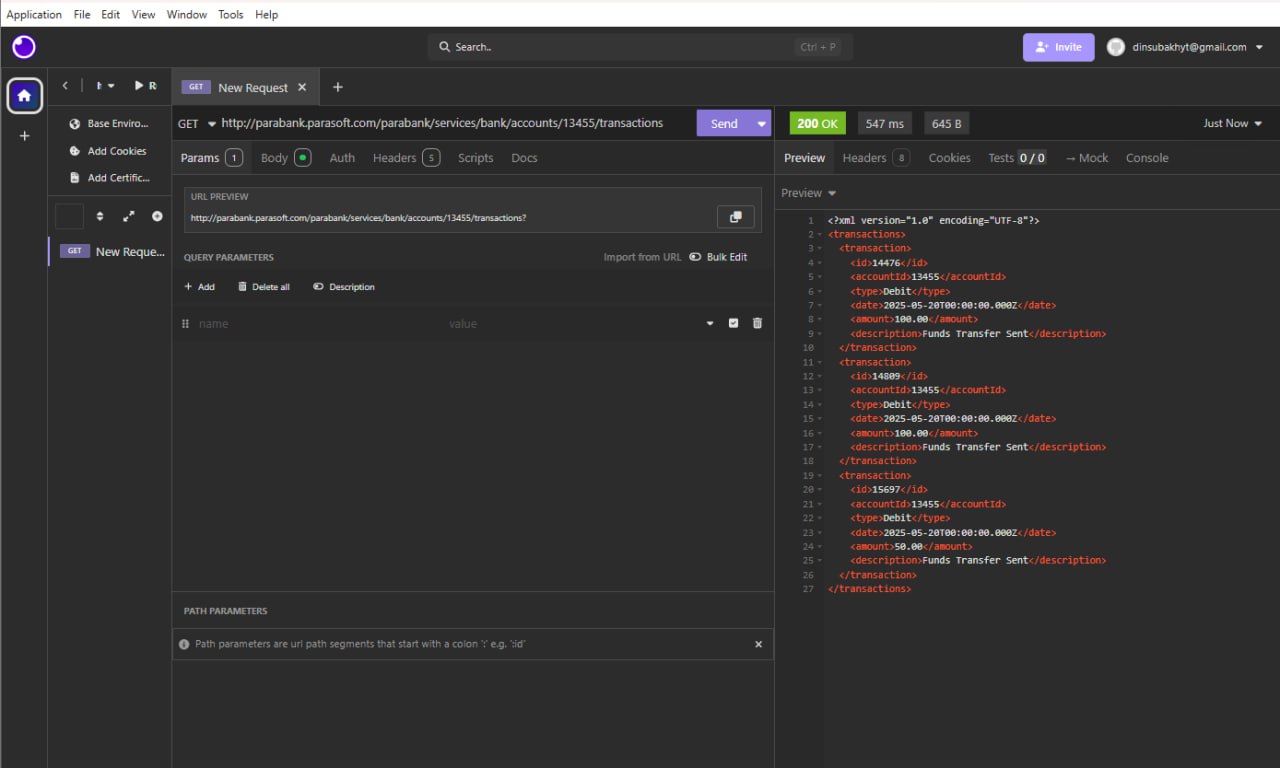 Application File Edit View Window Tools Help
Search.. Ctrl + P Invite dinsubakhyt@gmail.com
GET New Request
Base Enviro...
Add Cookies
Add Certific...
GET New Reque...
GET http://parabank.parasoft.com/parabank/services/bank/accounts/13455/transactions Send
Params 1 Body Auth Headers 5 Scripts Docs
URL PREVIEW
http://parabank.parasoft.com/parabank/services/bank/accounts/13455/transactions?
QUERY PARAMETERS Import from URL Bulk Edit
+ Add Delete all Description
name value
PATH PARAMETERS
Path parameters are url path segments that start with a colon ':' e.g. ':id'
200 OK 547 ms 645 B Just Now
Preview Headers 8 Cookies Tests 0 / 0 → Mock Console
Preview
1 <?xml version="1.0" encoding="UTF-8"?>
2 <transactions>
3 <transaction>
4 <id>14476</id>
5 <accountId>13455</accountId>
6 <type>Debit</type>
7 <date>2025-05-20T00:00:00.000Z</date>
8 <amount>100.00</amount>
9 <description>Funds Transfer Sent</description>
10 </transaction>
11 <transaction>
12 <id>14809</id>
13 <accountId>13455</accountId>
14 <type>Debit</type>
15 <date>2025-05-20T00:00:00.000Z</date>
16 <amount>100.00</amount>
17 <description>Funds Transfer Sent</description>
18 </transaction>
19 <transaction>
20 <id>15697</id>
21 <accountId>13455</accountId>
22 <type>Debit</type>
23 <date>2025-05-20T00:00:00.000Z</date>
24 <amount>50.00</amount>
25 <description>Funds Transfer Sent</description>
26 </transaction>
27 </transactions>